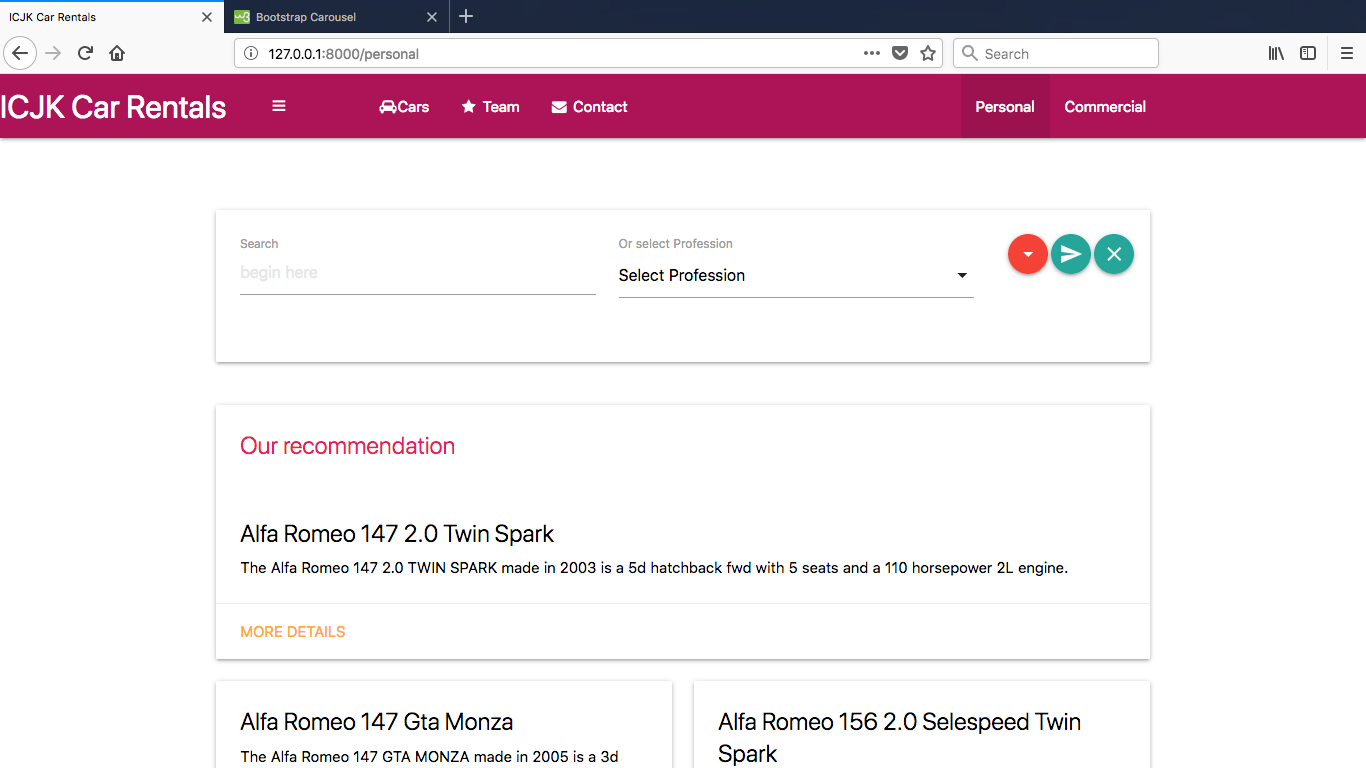 ICJK Car Rentals
Bootstrap Carousel
127.0.0.1:8000/personal
Search
ICJK Car Rentals
Cars
Team
Contact
Personal
Commercial
Search
Or select Profession
begin here
Select Profession
Our recommendation
Alfa Romeo 147 2.0 Twin Spark
The Alfa Romeo 147 2.0 TWIN SPARK made in 2003 is a 5d hatchback fwd with 5 seats and a 110 horsepower 2L engine.
MORE DETAILS
Alfa Romeo 147 Gta Monza
The Alfa Romeo 147 GTA MONZA made in 2005 is a 3d
Alfa Romeo 156 2.0 Selespeed Twin
Spark